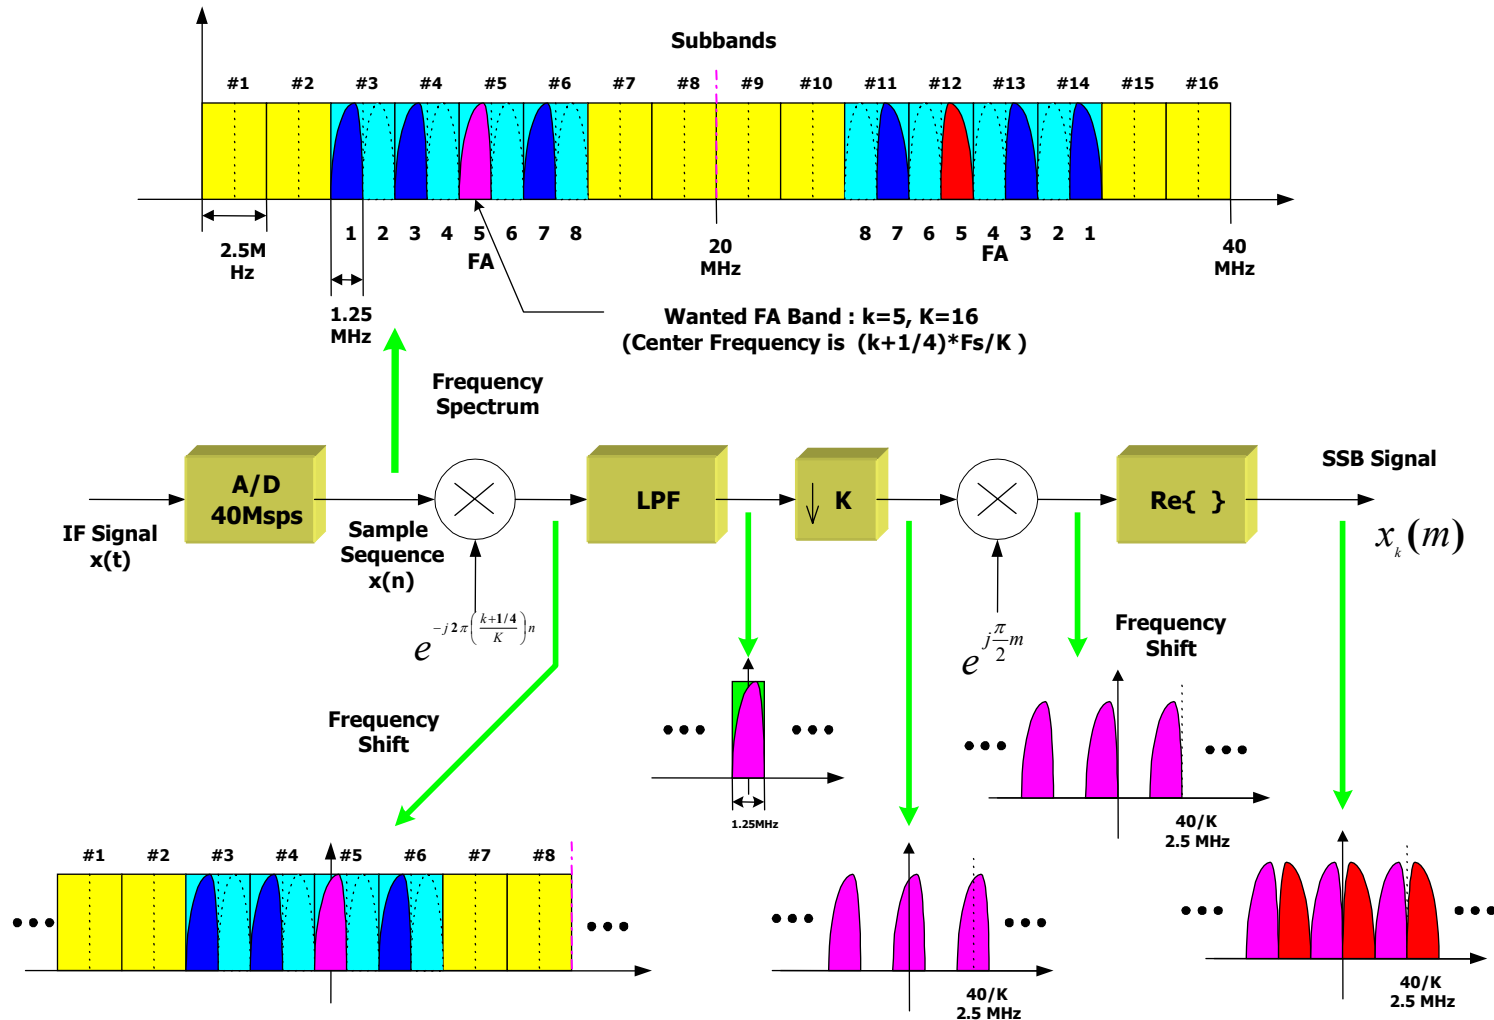 Subbands
#1 #2 #3 #4 #5 #6 #7 #8 #9 #10 #11 #12 #13 #14 #15 #16
1 2 3 4 5 6 7 8
FA
8 7 6 5 4 3 2 1
FA
2.5M
Hz
20
MHz
40
MHz
1.25
MHz
Wanted FA Band : k=5, K=16
(Center Frequency is (k+1/4)*Fs/K )
Frequency
Spectrum
A/D
40Msps
LPF
↓ K
Re{ }
SSB Signal
IF Signal
x(t)
Sample
Sequence
x(n)
x_k(m)
e^{-j2π((k+1/4)/K)n}
e^{j(π/2)m}
Frequency
Shift
Frequency
Shift
1.25MHz
40/K
2.5 MHz
#1 #2 #3 #4 #5 #6 #7 #8
40/K
2.5 MHz
40/K
2.5 MHz